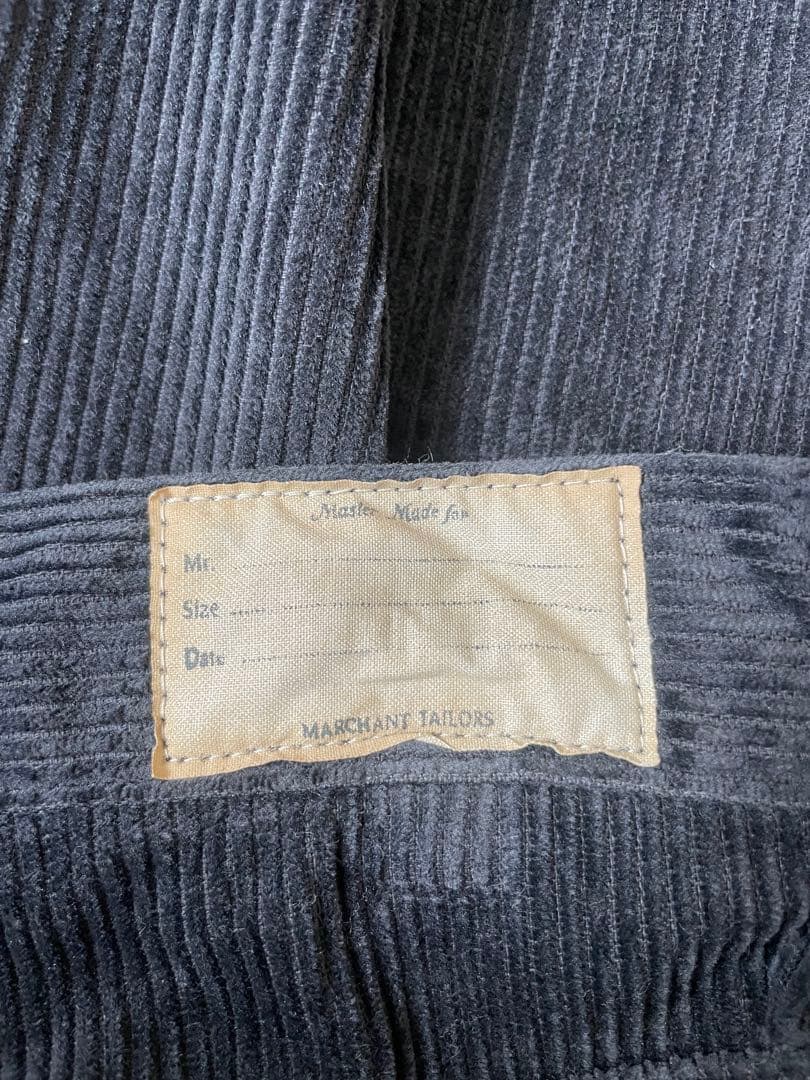 Master Made for
Mr.
Size
Date
MARCHANT TAILORS